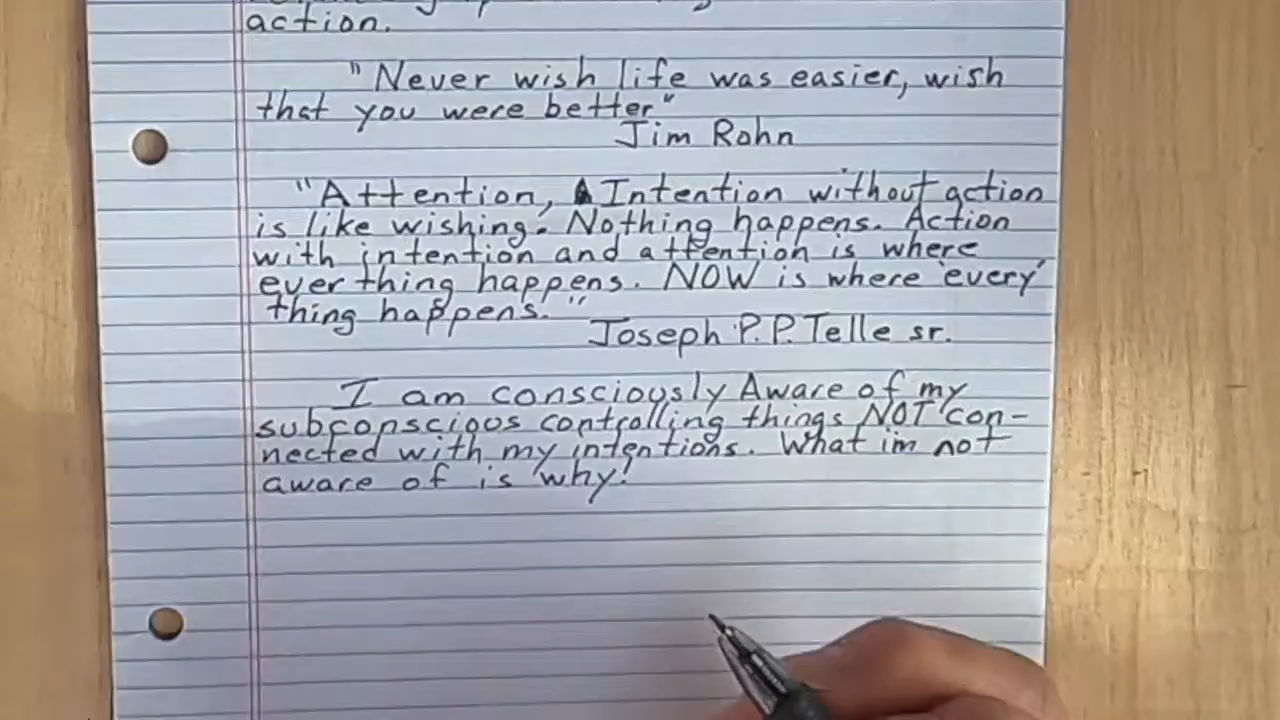 action.
"Never wish life was easier, wish
that you were better"
Jim Rohn
"Attention, Intention without action
is like wishing. Nothing happens. Action
with intention and attention is where
ever thing happens. NOW is where 'every'
thing happens."
Joseph P.P. Telle sr.
I am consciously Aware of my
subconscious controlling things NOT con-
nected with my intentions. What im not
aware of is 'why!'